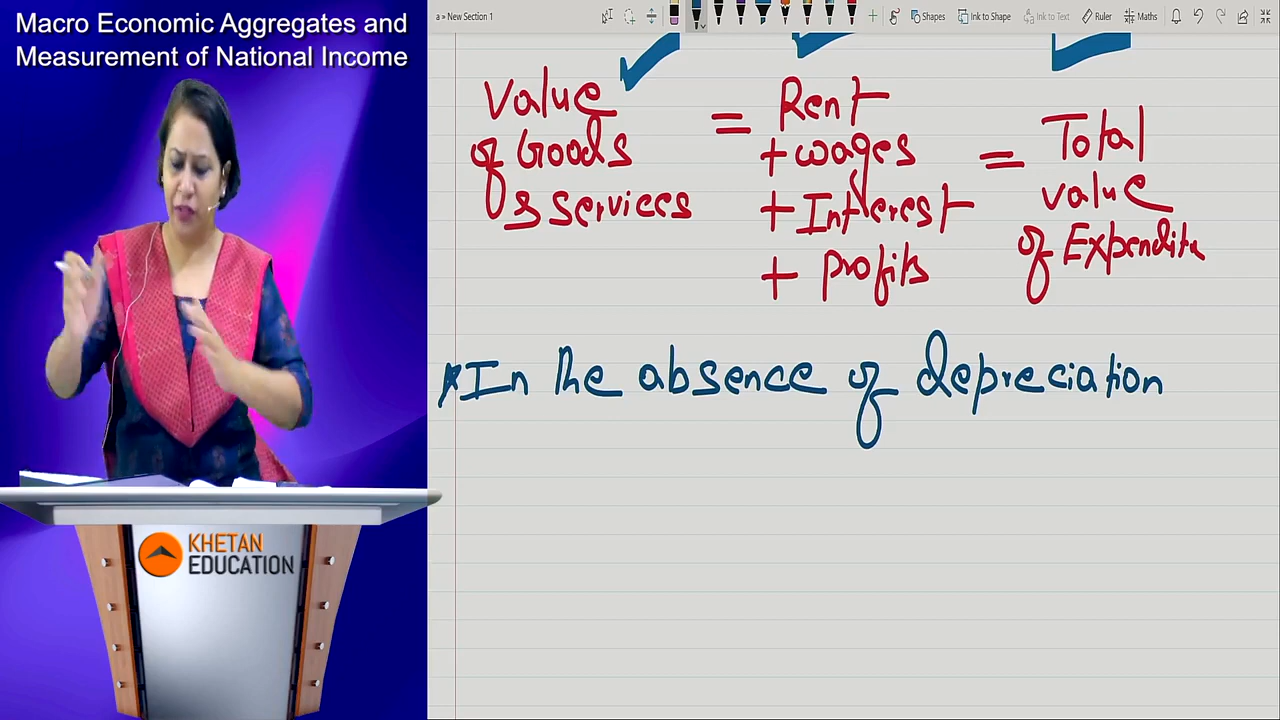 Macro Economic Aggregates and
Measurement of National Income
a » New Section 1
Shapes
Ink to Shape
Ink to Text
Ruler
Maths
Value
of Goods
& services
=
Rent
+ wages
+ Interest
+ profits
=
Total
value
of Expenditu
* In the absence of depreciation
KHETAN
EDUCATION